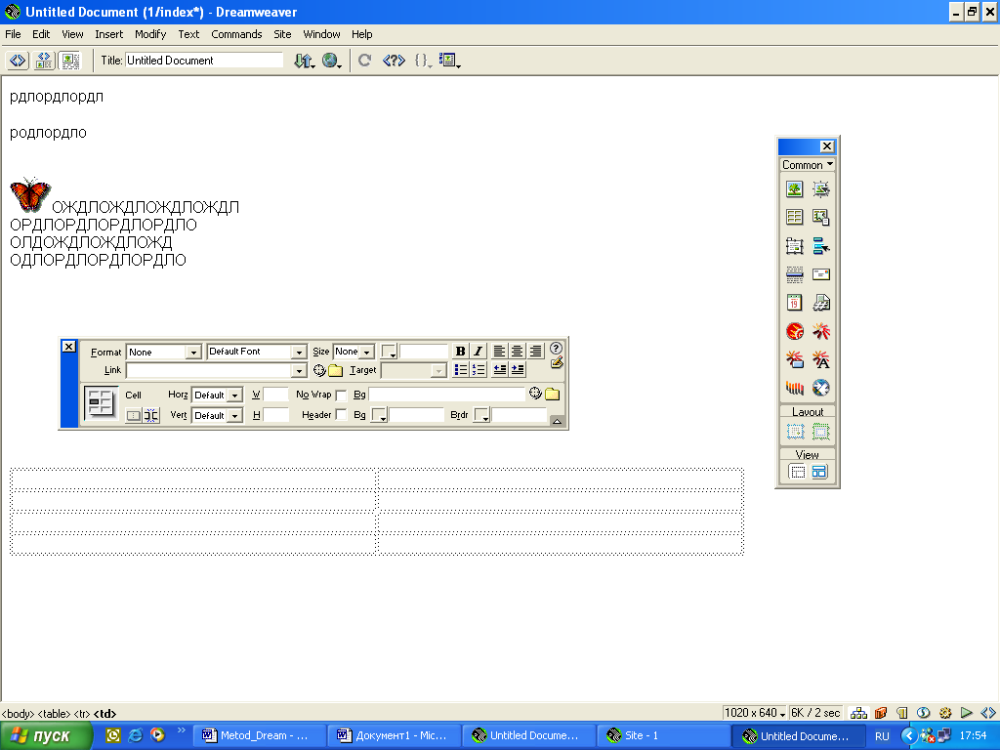 Untitled Document (1/index*) - Dreamweaver
File Edit View Insert Modify Text Commands Site Window Help
Title: Untitled Document
рдлордлордл
родлордло
ОЖДЛОЖДЛОЖДЛОЖДЛ
ОРДЛОРДЛОРДЛОРДЛО
ОЛДОЖДЛОЖДЛОЖД
ОДЛОРДЛОРДЛОРДЛО
Common
19
Layout
View
Format None Default Font Size None B I
Link Target
Cell Horz Default W No Wrap Bg
Vert Default H Header Bg Brdr
<body> <table> <tr> <td> 1020 x 640 6K / 2 sec
пуск Metod_Dream - ... Документ1 - Mic... Untitled Docume... Site - 1 Untitled Docume... RU 17:54